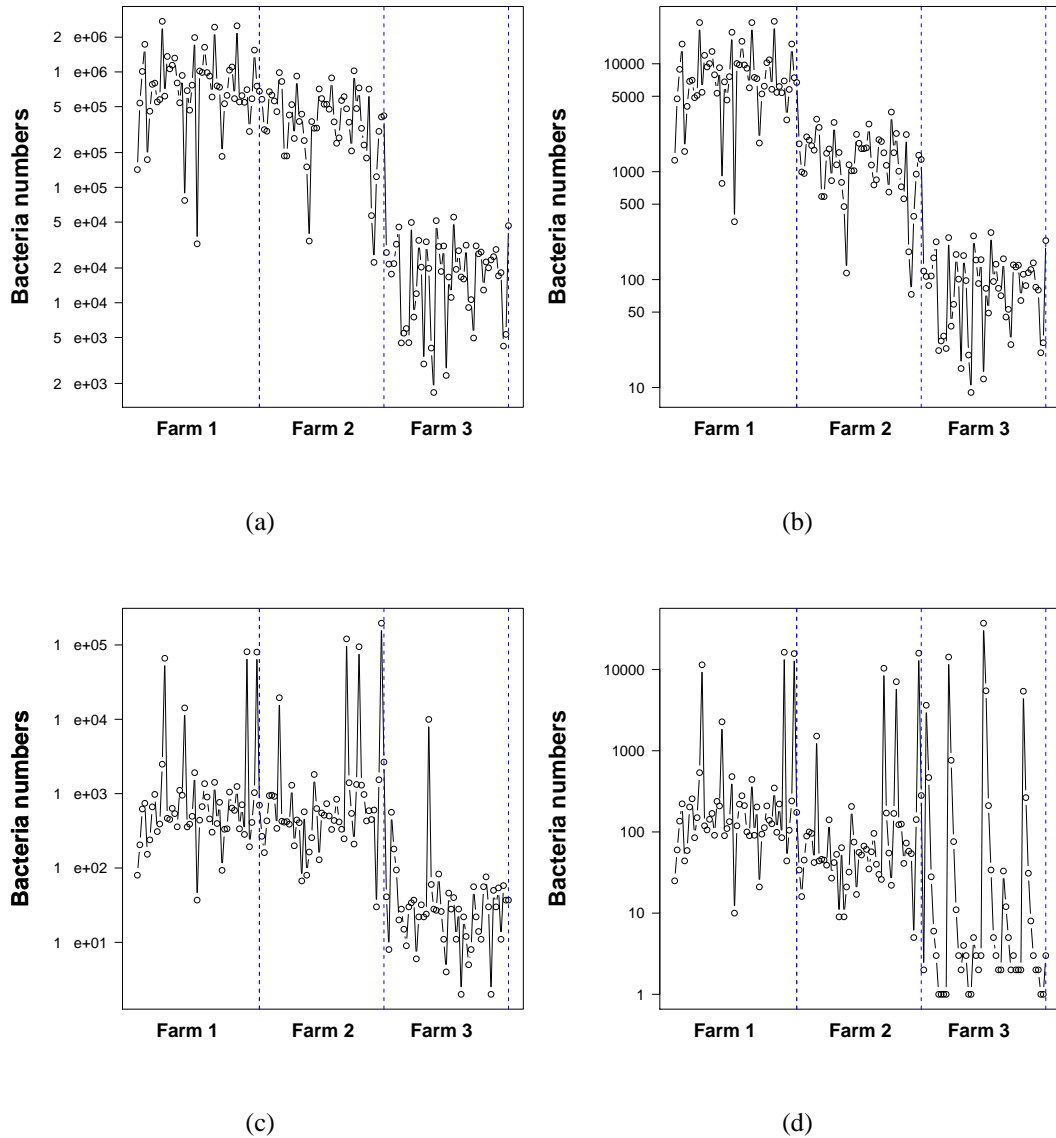 Bacteria numbers
2 e+06
1 e+06
5 e+05
2 e+05
1 e+05
5 e+04
2 e+04
1 e+04
5 e+03
2 e+03
Farm 1 Farm 2 Farm 3
(a)
Bacteria numbers
10000
5000
1000
500
100
50
10
Farm 1 Farm 2 Farm 3
(b)
Bacteria numbers
1 e+05
1 e+04
1 e+03
1 e+02
1 e+01
Farm 1 Farm 2 Farm 3
(c)
Bacteria numbers
10000
1000
100
10
1
Farm 1 Farm 2 Farm 3
(d)